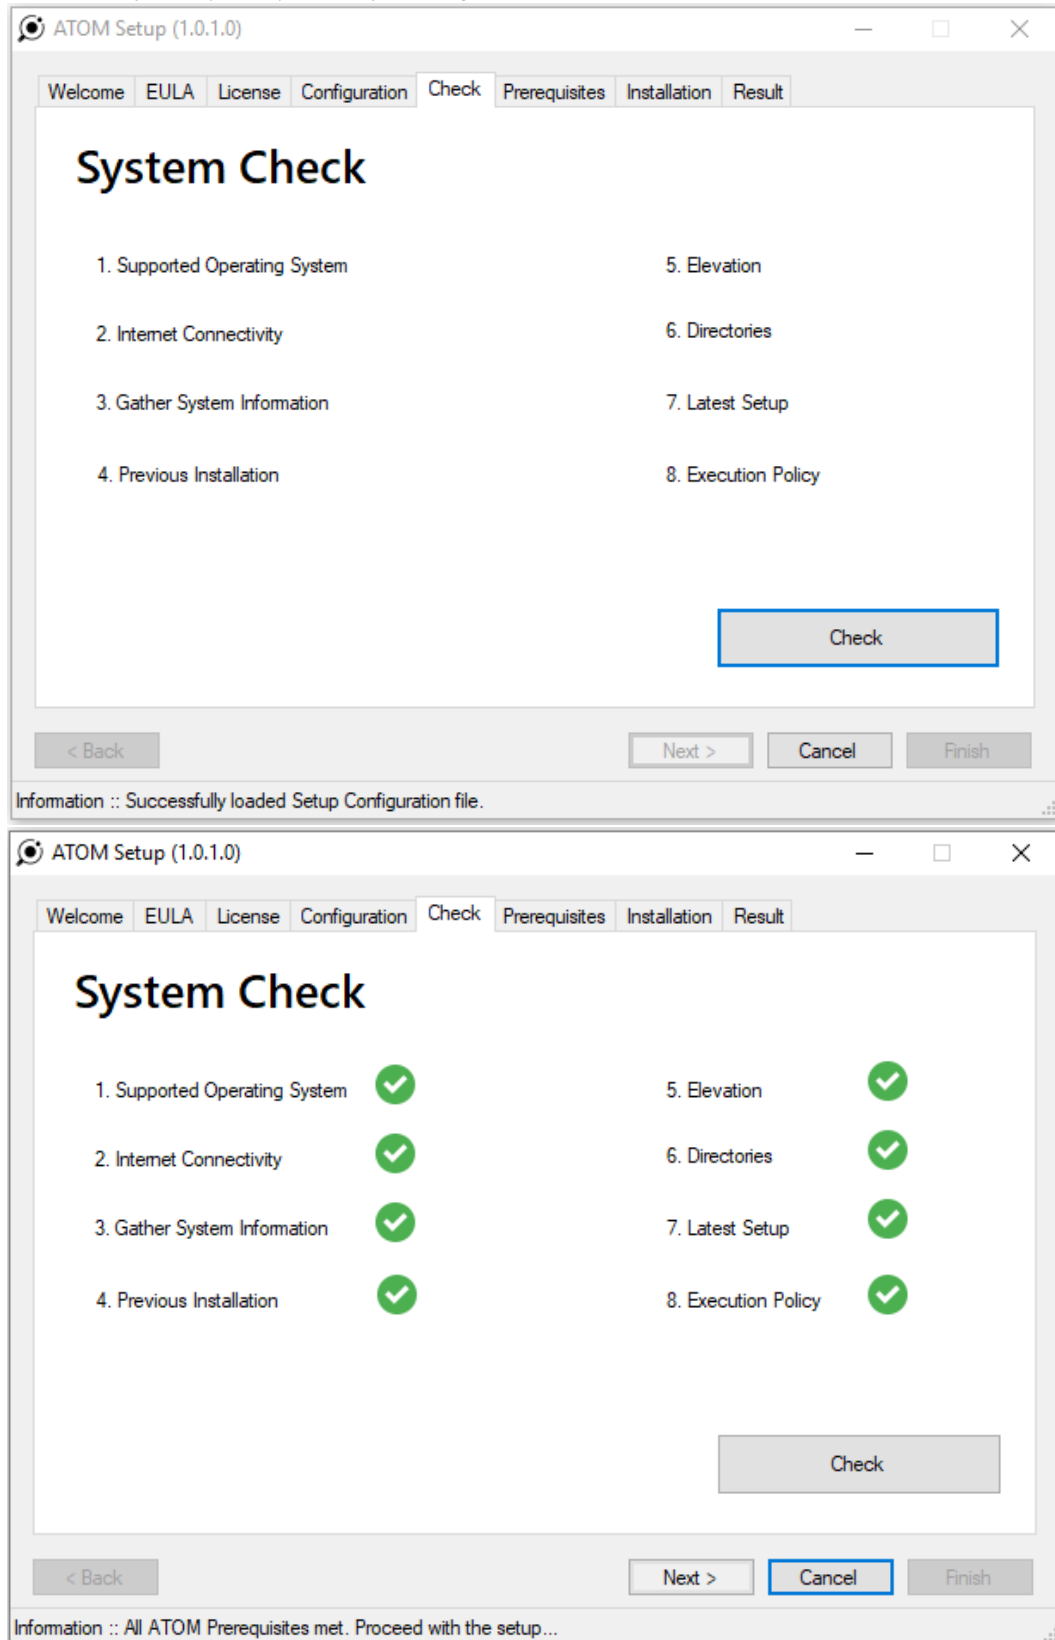 ATOM Setup (1.0.1.0)
Welcome EULA License Configuration Check Prerequisites Installation Result
System Check
1. Supported Operating System
2. Internet Connectivity
3. Gather System Information
4. Previous Installation
5. Elevation
6. Directories
7. Latest Setup
8. Execution Policy
Check
< Back Next > Cancel Finish
Information :: Successfully loaded Setup Configuration file.
ATOM Setup (1.0.1.0)
Welcome EULA License Configuration Check Prerequisites Installation Result
System Check
1. Supported Operating System
2. Internet Connectivity
3. Gather System Information
4. Previous Installation
5. Elevation
6. Directories
7. Latest Setup
8. Execution Policy
Check
< Back Next > Cancel Finish
Information :: All ATOM Prerequisites met. Proceed with the setup...